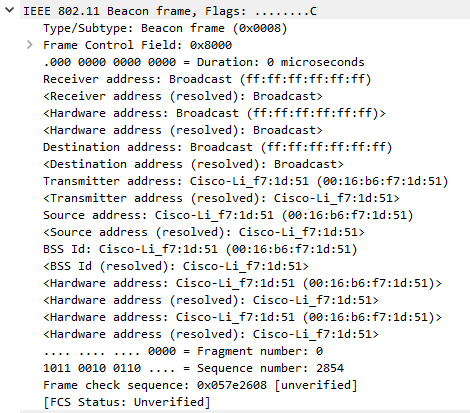 IEEE 802.11 Beacon frame, Flags: ........C
Type/Subtype: Beacon frame (0x0008)
Frame Control Field: 0x8000
.000 0000 0000 0000 = Duration: 0 microseconds
Receiver address: Broadcast (ff:ff:ff:ff:ff:ff)
<Receiver address (resolved): Broadcast>
<Hardware address: Broadcast (ff:ff:ff:ff:ff:ff)>
<Hardware address (resolved): Broadcast>
Destination address: Broadcast (ff:ff:ff:ff:ff:ff)
<Destination address (resolved): Broadcast>
Transmitter address: Cisco-Li_f7:1d:51 (00:16:b6:f7:1d:51)
<Transmitter address (resolved): Cisco-Li_f7:1d:51>
Source address: Cisco-Li_f7:1d:51 (00:16:b6:f7:1d:51)
<Source address (resolved): Cisco-Li_f7:1d:51>
BSS Id: Cisco-Li_f7:1d:51 (00:16:b6:f7:1d:51)
<BSS Id (resolved): Cisco-Li_f7:1d:51>
<Hardware address: Cisco-Li_f7:1d:51 (00:16:b6:f7:1d:51)>
<Hardware address (resolved): Cisco-Li_f7:1d:51>
<Hardware address: Cisco-Li_f7:1d:51 (00:16:b6:f7:1d:51)>
<Hardware address (resolved): Cisco-Li_f7:1d:51>
.... .... .... 0000 = Fragment number: 0
1011 0010 0110 .... = Sequence number: 2854
Frame check sequence: 0x057e2608 [unverified]
[FCS Status: Unverified]